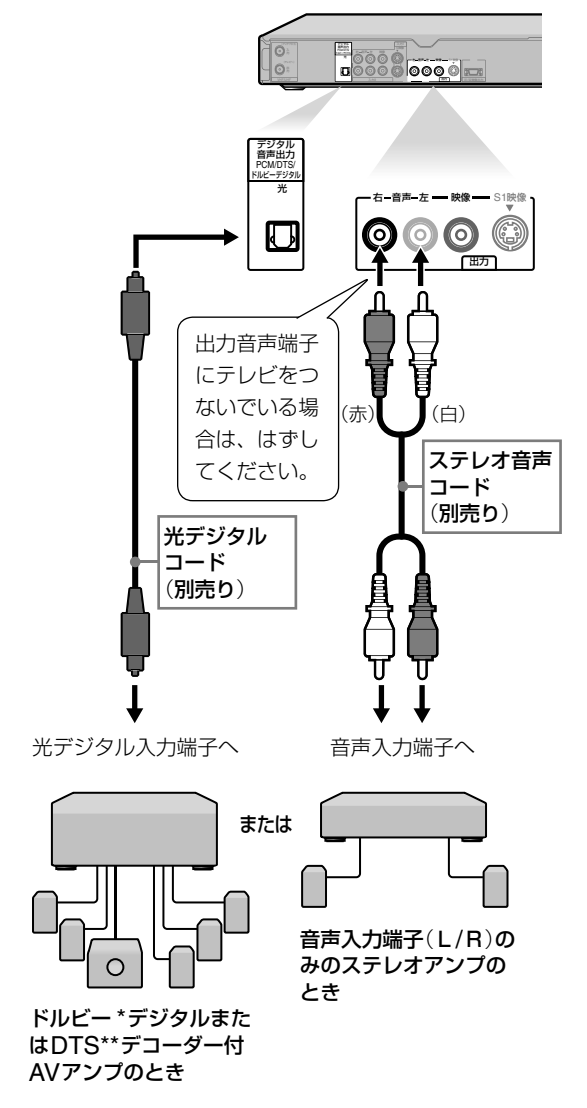 デジタル
音声出力
PCM/DTS/
ドルビーデジタル
光
右-音声-左 映像 S1映像
出力
出力音声端子
にテレビをつ
ないでいる場
合は、はずし
てください。
（赤）
（白）
ステレオ音声
コード
（別売り）
光デジタル
コード
（別売り）
光デジタル入力端子へ
音声入力端子へ
または
音声入力端子（L/R）の
みのステレオアンプの
とき
ドルビー*デジタルまた
はDTS**デコーダー付
AVアンプのとき